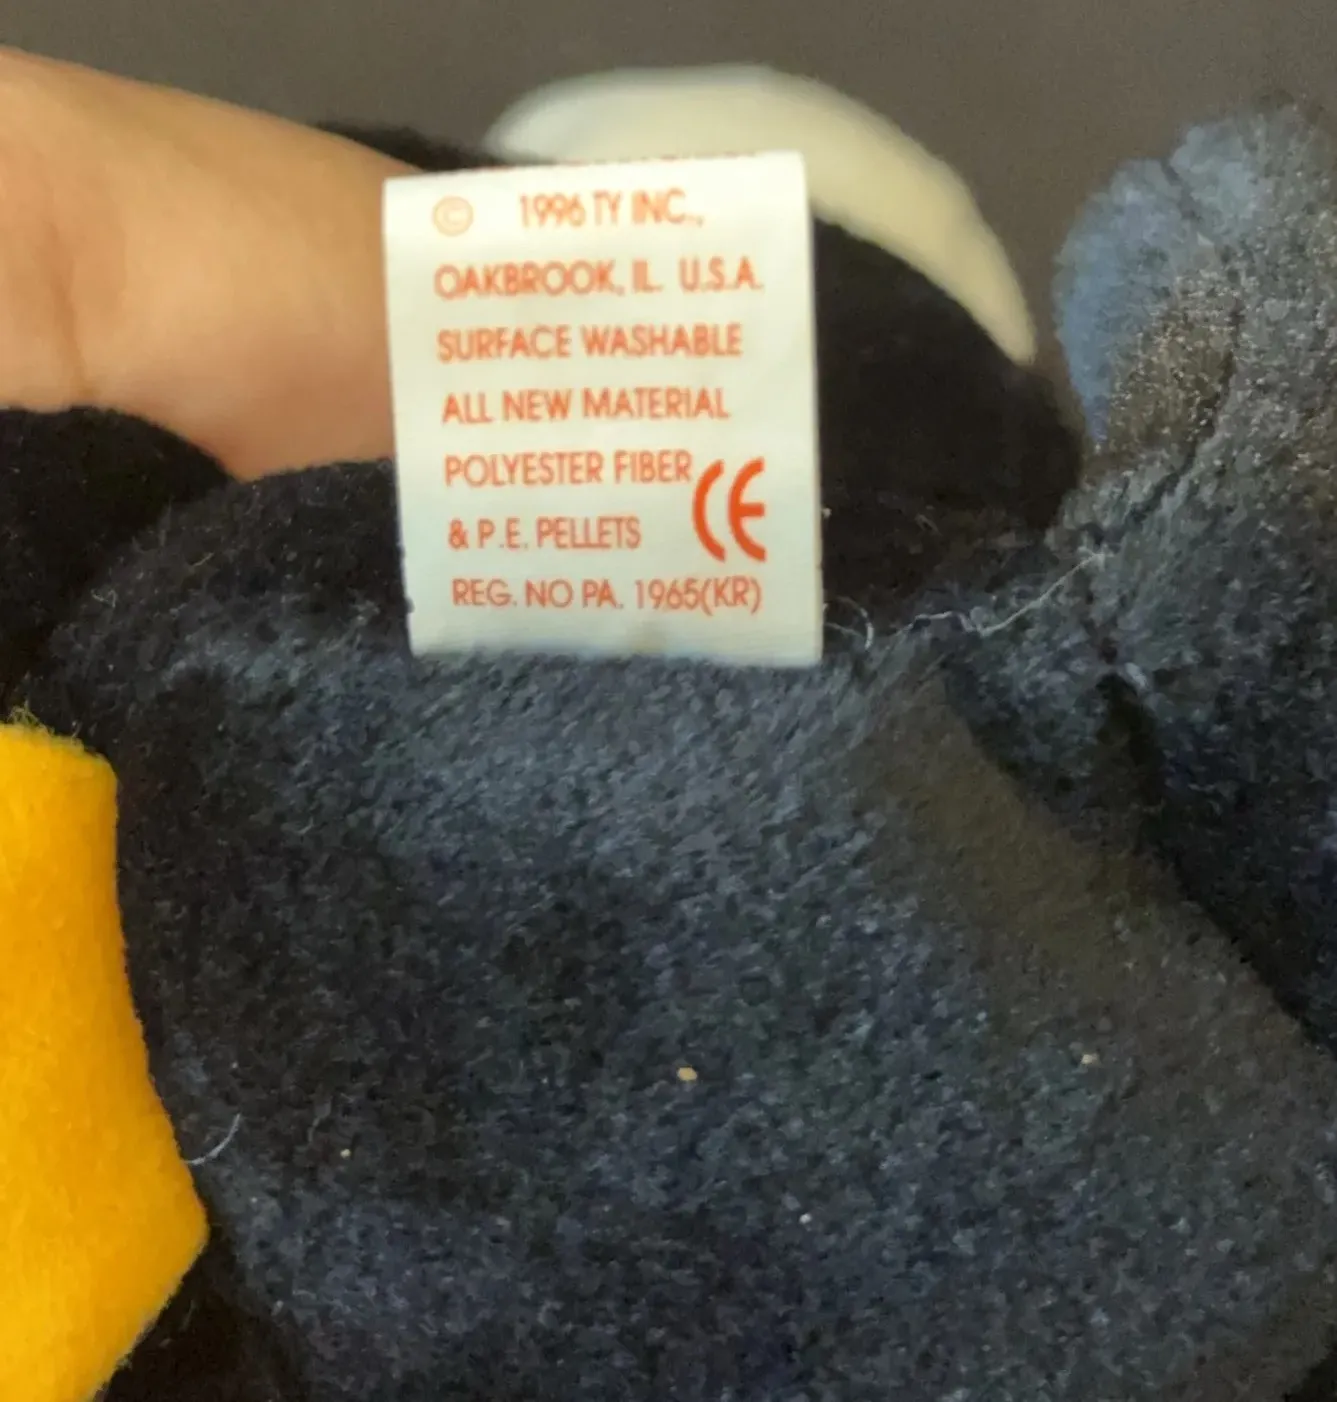 © 1996 TY INC.,
OAKBROOK, IL. U.S.A.
SURFACE WASHABLE
ALL NEW MATERIAL
POLYESTER FIBER
& P.E. PELLETS CE
REG. NO PA. 1965(KR)